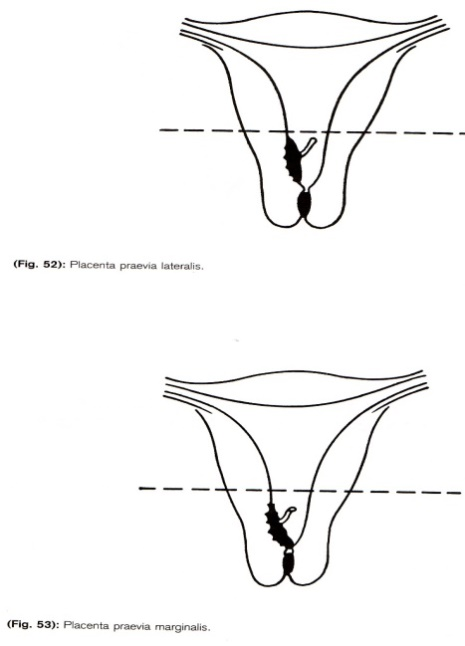 (Fig. 52): Placenta praevia lateralis.
(Fig. 53): Placenta praevia marginalis.